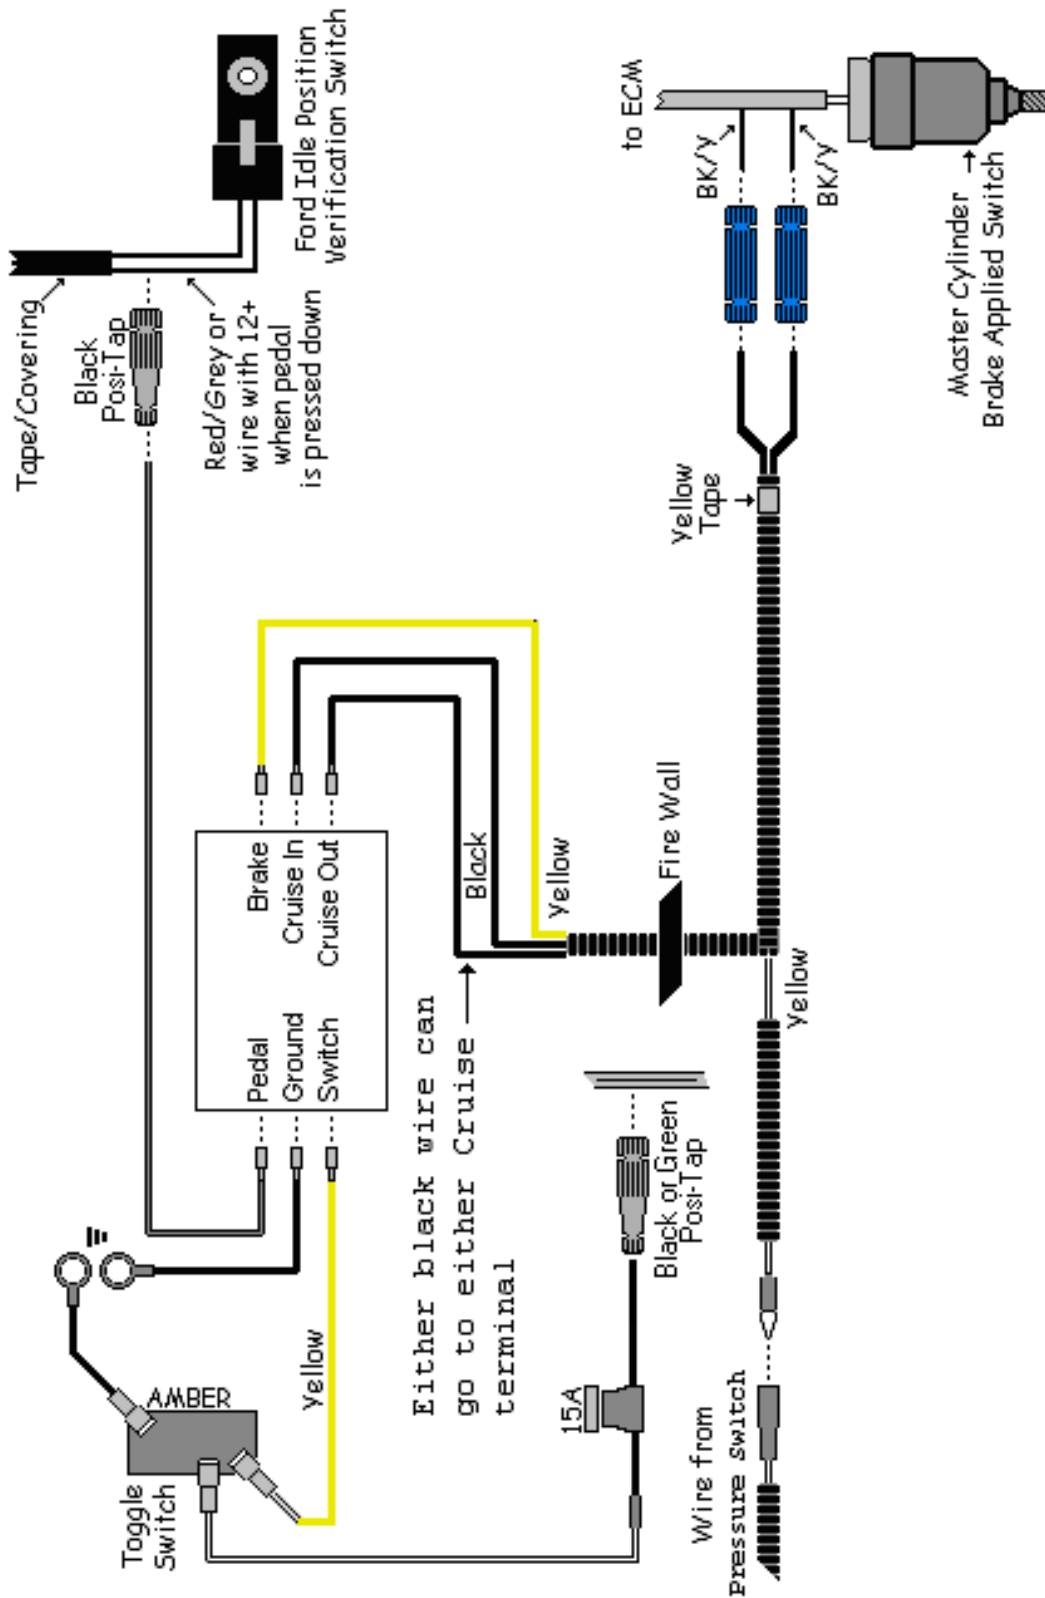 Tape/Covering
Black
Posi-Tap
Red/Grey or
wire with 12+
when pedal
is pressed down
Ford Idle Position
Verification Switch
Toggle
Switch
AMBER
Yellow
Pedal
Ground
Switch
Brake
Cruise In
Cruise Out
Either black wire can
go to either Cruise
terminal
Black
Yellow
15A
Black or Green
Posi-Tap
Fire Wall
Yellow
Tape
to ECM
BK/Y
BK/Y
Wire from
Pressure Switch
Yellow
Master Cylinder
Brake Applied Switch